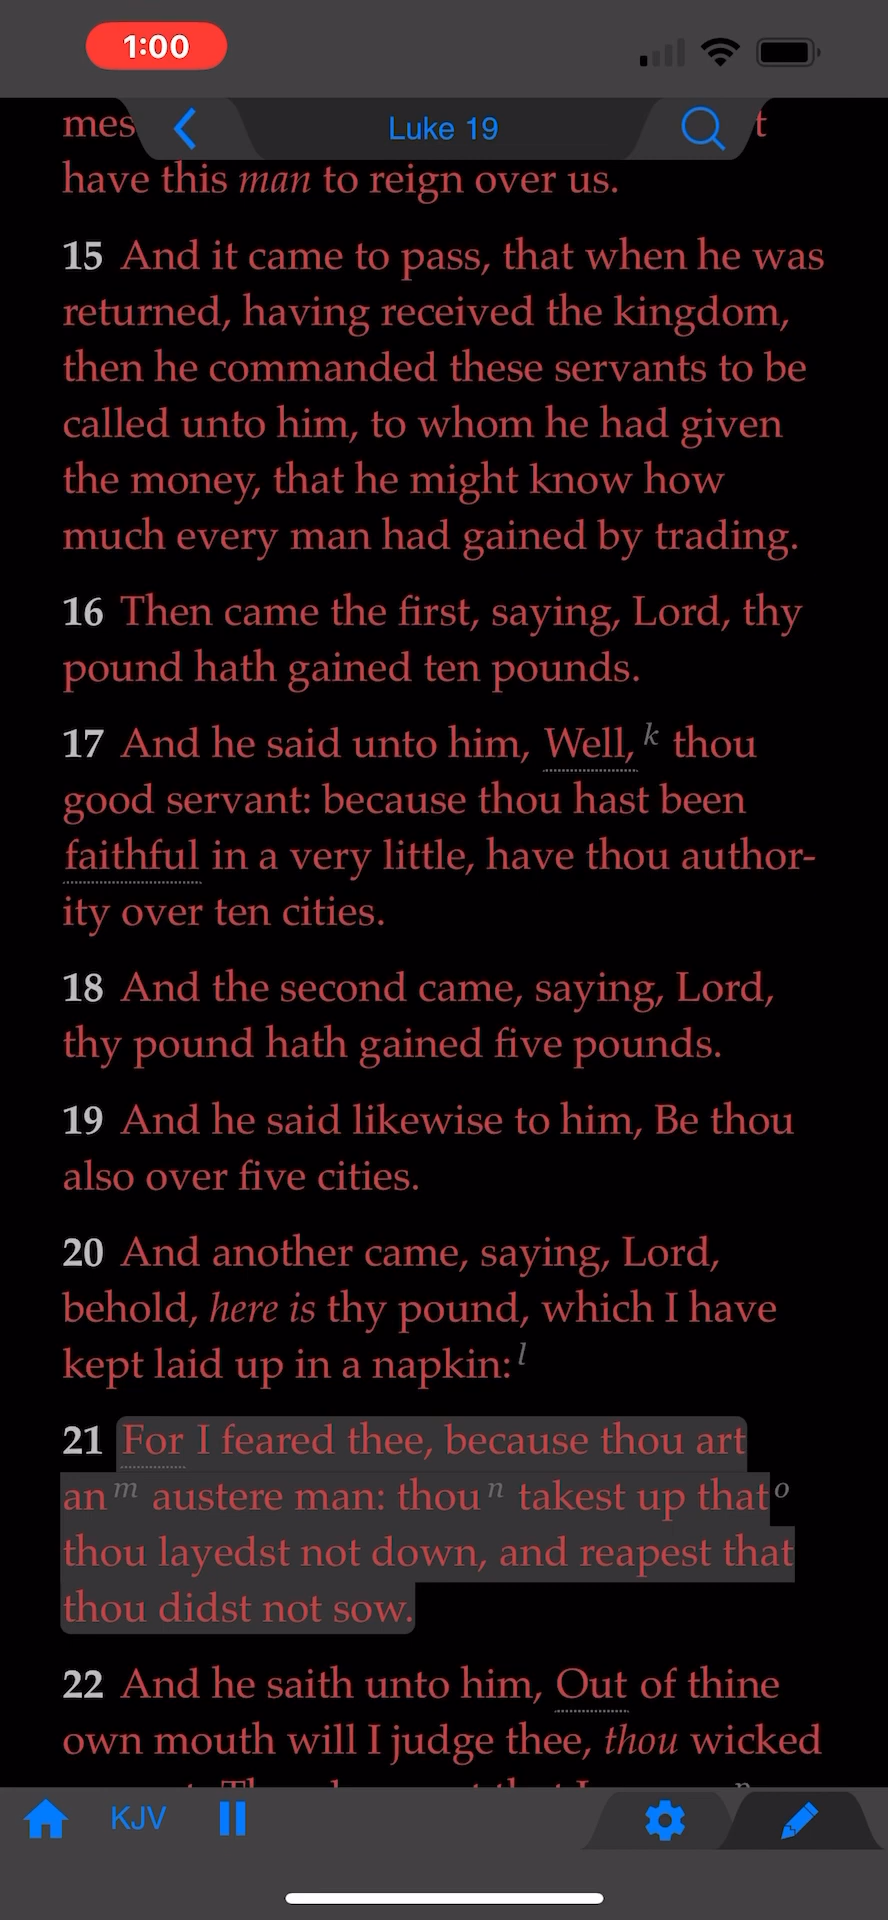 1:00
Luke 19
mes t
have this man to reign over us.
15 And it came to pass, that when he was
returned, having received the kingdom,
then he commanded these servants to be
called unto him, to whom he had given
the money, that he might know how
much every man had gained by trading.
16 Then came the first, saying, Lord, thy
pound hath gained ten pounds.
17 And he said unto him, Well, k thou
good servant: because thou hast been
faithful in a very little, have thou author-
ity over ten cities.
18 And the second came, saying, Lord,
thy pound hath gained five pounds.
19 And he said likewise to him, Be thou
also over five cities.
20 And another came, saying, Lord,
behold, here is thy pound, which I have
kept laid up in a napkin: l
21 For I feared thee, because thou art
an m austere man: thou n takest up that o
thou layedst not down, and reapest that
thou didst not sow.
22 And he saith unto him, Out of thine
own mouth will I judge thee, thou wicked
KJV